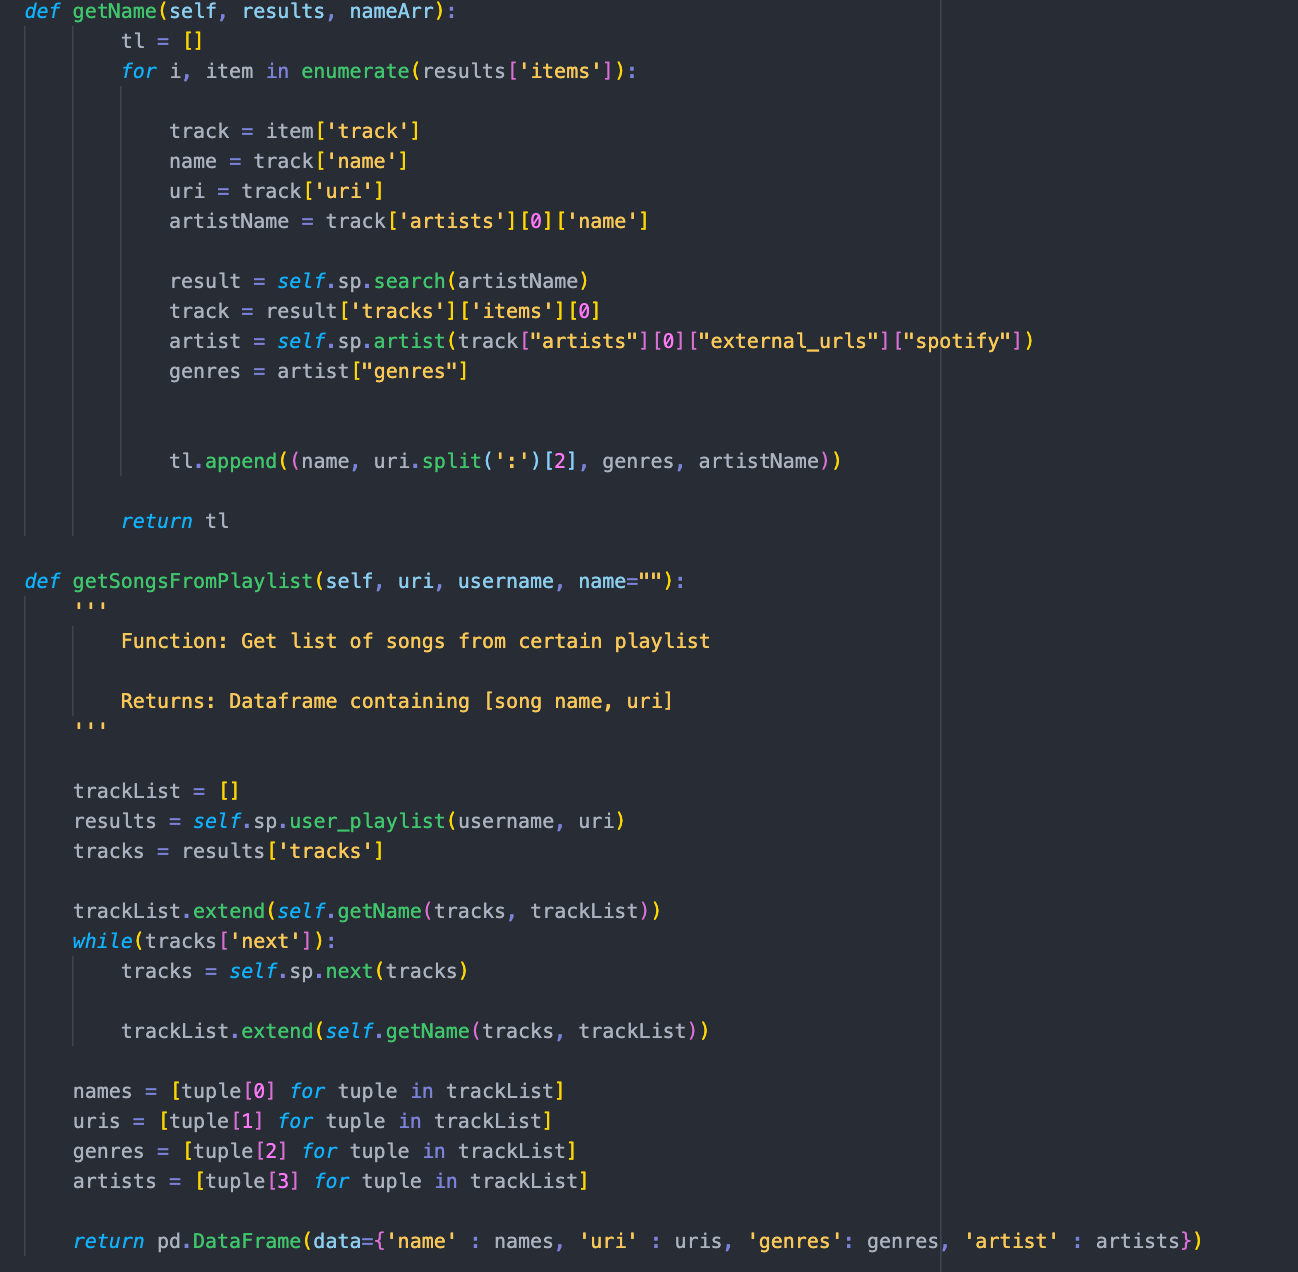 def getName(self, results, nameArr):
tl = []
for i, item in enumerate(results['items']):
track = item['track']
name = track['name']
uri = track['uri']
artistName = track['artists'][0]['name']
result = self.sp.search(artistName)
track = result['tracks']['items'][0]
artist = self.sp.artist(track["artists"][0]["external_urls"]["spotify"])
genres = artist["genres"]
tl.append((name, uri.split(':')[2], genres, artistName))
return tl
def getSongsFromPlaylist(self, uri, username, name=""):
'''
Function: Get list of songs from certain playlist
Returns: Dataframe containing [song name, uri]
'''
trackList = []
results = self.sp.user_playlist(username, uri)
tracks = results['tracks']
trackList.extend(self.getName(tracks, trackList))
while(tracks['next']):
tracks = self.sp.next(tracks)
trackList.extend(self.getName(tracks, trackList))
names = [tuple[0] for tuple in trackList]
uris = [tuple[1] for tuple in trackList]
genres = [tuple[2] for tuple in trackList]
artists = [tuple[3] for tuple in trackList]
return pd.DataFrame(data={'name' : names, 'uri' : uris, 'genres': genres, 'artist' : artists})